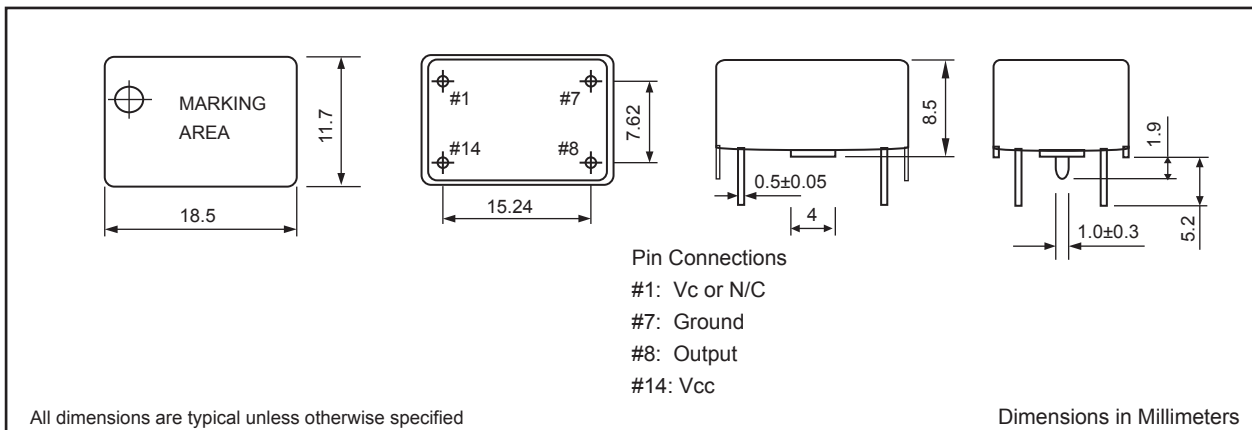 MARKING
AREA
11.7
18.5
#1
#7
#14
#8
7.62
15.24
8.5
0.5±0.05
4
1.9
5.2
1.0±0.3
Pin Connections
#1: Vc or N/C
#7: Ground
#8: Output
#14: Vcc
All dimensions are typical unless otherwise specified
Dimensions in Millimeters